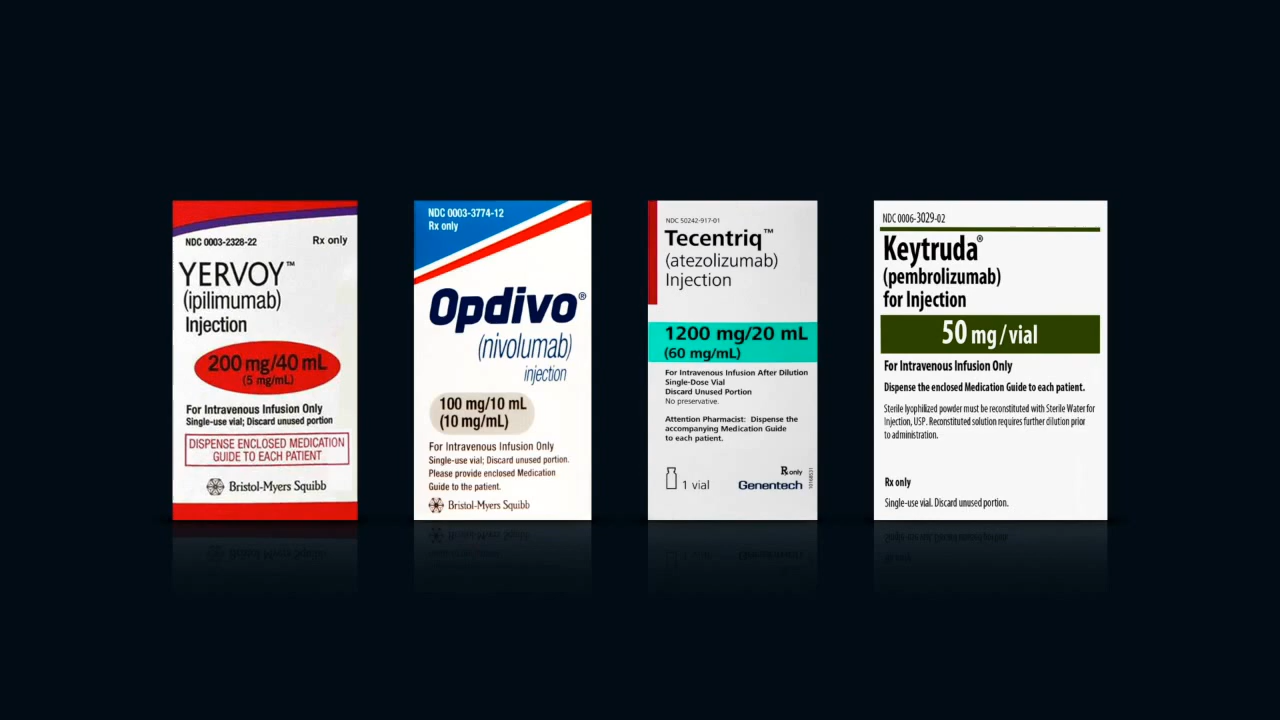 NDC 0003-2328-22
Rx only
YERVOY™
(ipilimumab)
Injection
200 mg/40 mL
(5 mg/mL)
For Intravenous Infusion Only
Single-use vial; Discard unused portion
DISPENSE ENCLOSED MEDICATION
GUIDE TO EACH PATIENT
Bristol-Myers Squibb
NDC 0003-3774-12
Rx only
Opdivo®
(nivolumab)
injection
100 mg/10 mL
(10 mg/mL)
For Intravenous Infusion Only
Single-use vial; Discard unused portion.
Please provide enclosed Medication
Guide to the patient.
Bristol-Myers Squibb
NDC 50242-917-01
Tecentriq™
(atezolizumab)
Injection
1200 mg/20 mL
(60 mg/mL)
For Intravenous Infusion After Dilution
Single-Dose Vial
Discard Unused Portion
No preservative.
Attention Pharmacist: Dispense the
accompanying Medication Guide
to each patient.
1 vial
Rx only
Genentech
NDC 0006-3029-02
Keytruda®
(pembrolizumab)
for Injection
50 mg/vial
For Intravenous Infusion Only
Dispense the enclosed Medication Guide to each patient.
Sterile lyophilized powder must be reconstituted with Sterile Water for
Injection, USP. Reconstituted solution requires further dilution prior
to administration.
Rx only
Single-use vial. Discard unused portion.